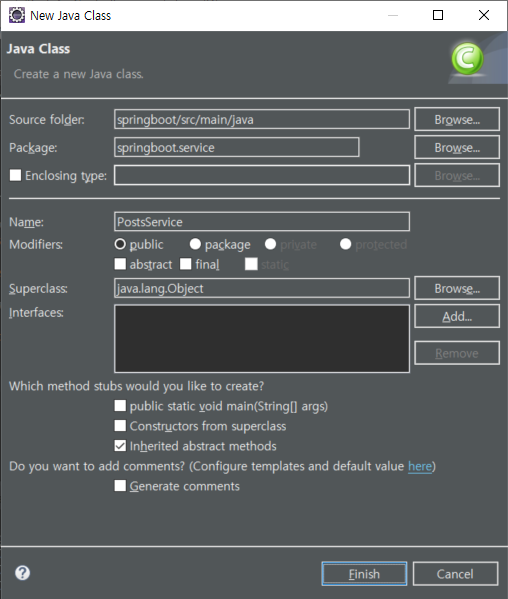 New Java Class
Java Class
Create a new Java class.
Source folder: springboot/src/main/java Browse...
Package: springboot.service Browse...
Enclosing type: Browse...
Name: PostsService
Modifiers: public package private protected
abstract final static
Superclass: java.lang.Object Browse...
Interfaces: Add...
Remove
Which method stubs would you like to create?
public static void main(String[] args)
Constructors from superclass
Inherited abstract methods
Do you want to add comments? (Configure templates and default value here)
Generate comments
? Finish Cancel